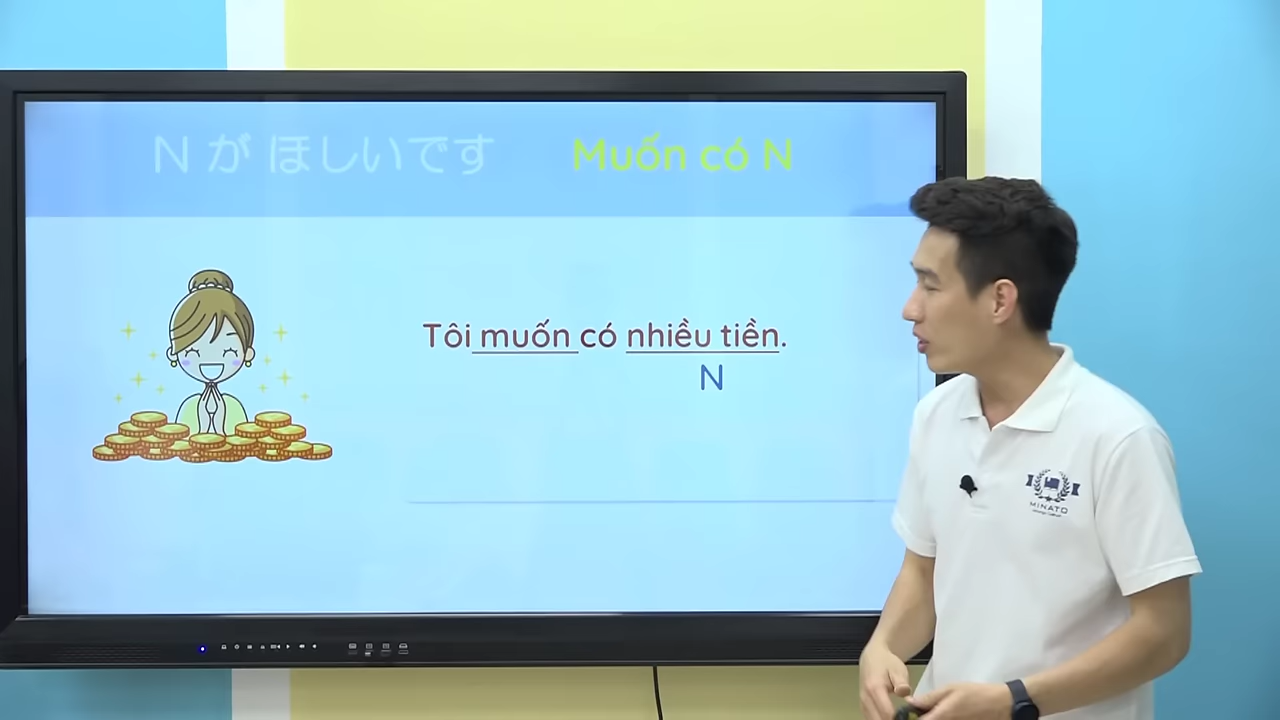 N が ほしいです
Muốn có N
Tôi muốn có nhiều tiền.
N
MINATO